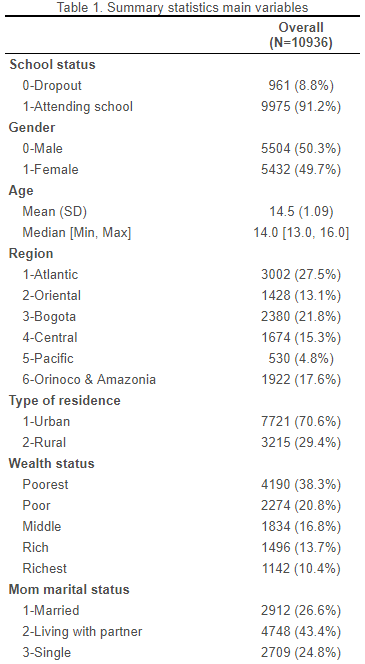 Table 1. Summary statistics main variables
Overall
(N=10936)
School status
0-Dropout 961 (8.8%)
1-Attending school 9975 (91.2%)
Gender
0-Male 5504 (50.3%)
1-Female 5432 (49.7%)
Age
Mean (SD) 14.5 (1.09)
Median [Min, Max] 14.0 [13.0, 16.0]
Region
1-Atlantic 3002 (27.5%)
2-Oriental 1428 (13.1%)
3-Bogota 2380 (21.8%)
4-Central 1674 (15.3%)
5-Pacific 530 (4.8%)
6-Orinoco & Amazonia 1922 (17.6%)
Type of residence
1-Urban 7721 (70.6%)
2-Rural 3215 (29.4%)
Wealth status
Poorest 4190 (38.3%)
Poor 2274 (20.8%)
Middle 1834 (16.8%)
Rich 1496 (13.7%)
Richest 1142 (10.4%)
Mom marital status
1-Married 2912 (26.6%)
2-Living with partner 4748 (43.4%)
3-Single 2709 (24.8%)